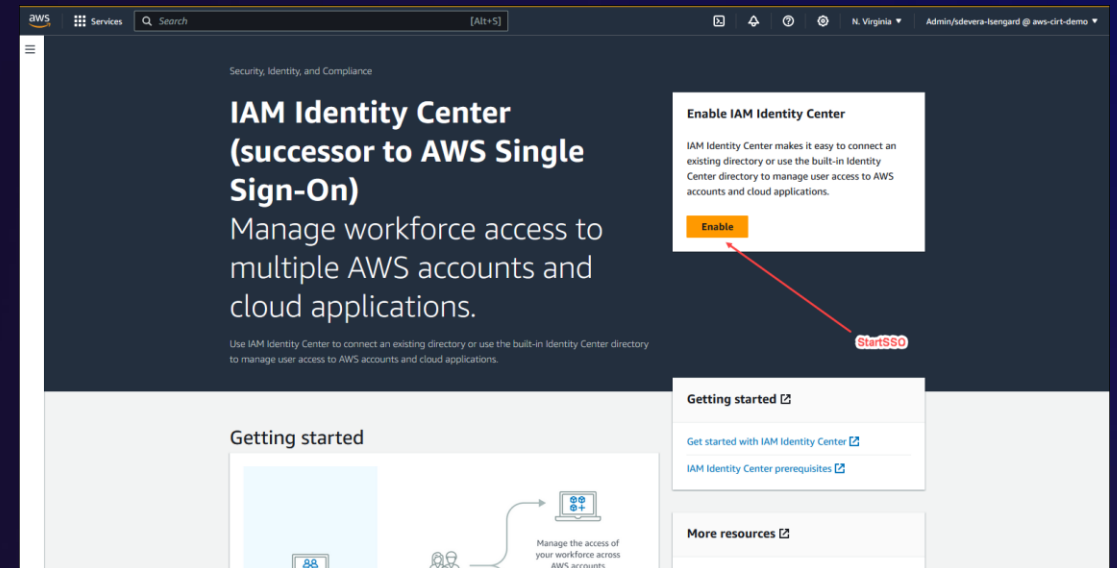 aws
Services
Search
[Alt+S]
N. Virginia
Admin/sdevera-Isengard @ aws-cirt-demo
Security, Identity, and Compliance
IAM Identity Center
(successor to AWS Single
Sign-On)
Manage workforce access to
multiple AWS accounts and
cloud applications.
Use IAM Identity Center to connect an existing directory or use the built-in Identity Center directory
to manage user access to AWS accounts and cloud applications.
Enable IAM Identity Center
IAM Identity Center makes it easy to connect an
existing directory or use the built-in Identity
Center directory to manage user access to AWS
accounts and cloud applications.
Enable
StartSSO
Getting started
Get started with IAM Identity Center
IAM Identity Center prerequisites
Getting started
Manage the access of
your workforce across
AWS accounts
More resources